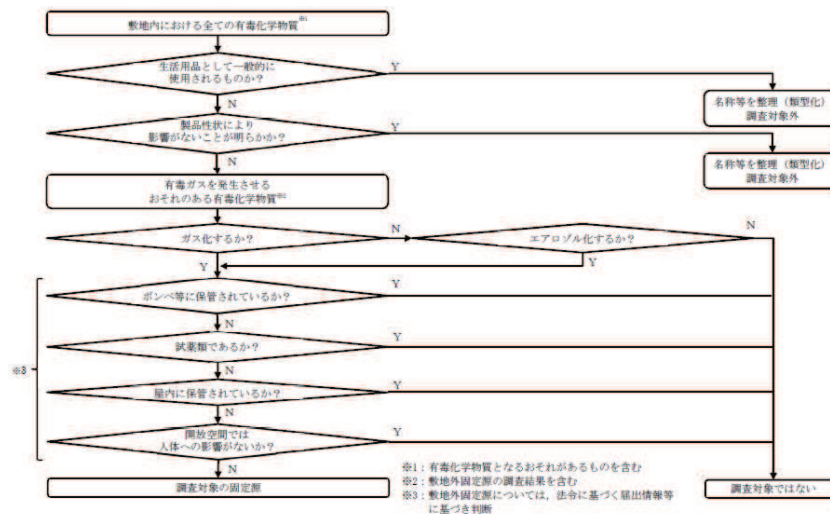 敷地内における全ての有毒化学物質※1
生活用品として一般的に
使用されるものか？
Y
N
名称等を整理（類型化）
調査対象外
製品性状により
影響がないことが明らかか？
Y
N
名称等を整理（類型化）
調査対象外
有毒ガスを発生させる
おそれのある有毒化学物質※2
ガス化するか？
N
エアロゾル化するか？
N
Y
Y
ボンベ等に保管されているか？
Y
N
試薬類であるか？
Y
※3
N
屋内に保管されているか？
Y
N
開放空間では
人体への影響がないか？
Y
N
調査対象の固定源
※1：有毒化学物質となるおそれがあるものを含む
※2：敷地外固定源の調査結果を含む
※3：敷地外固定源については，法令に基づく届出情報等
に基づき判断
調査対象ではない